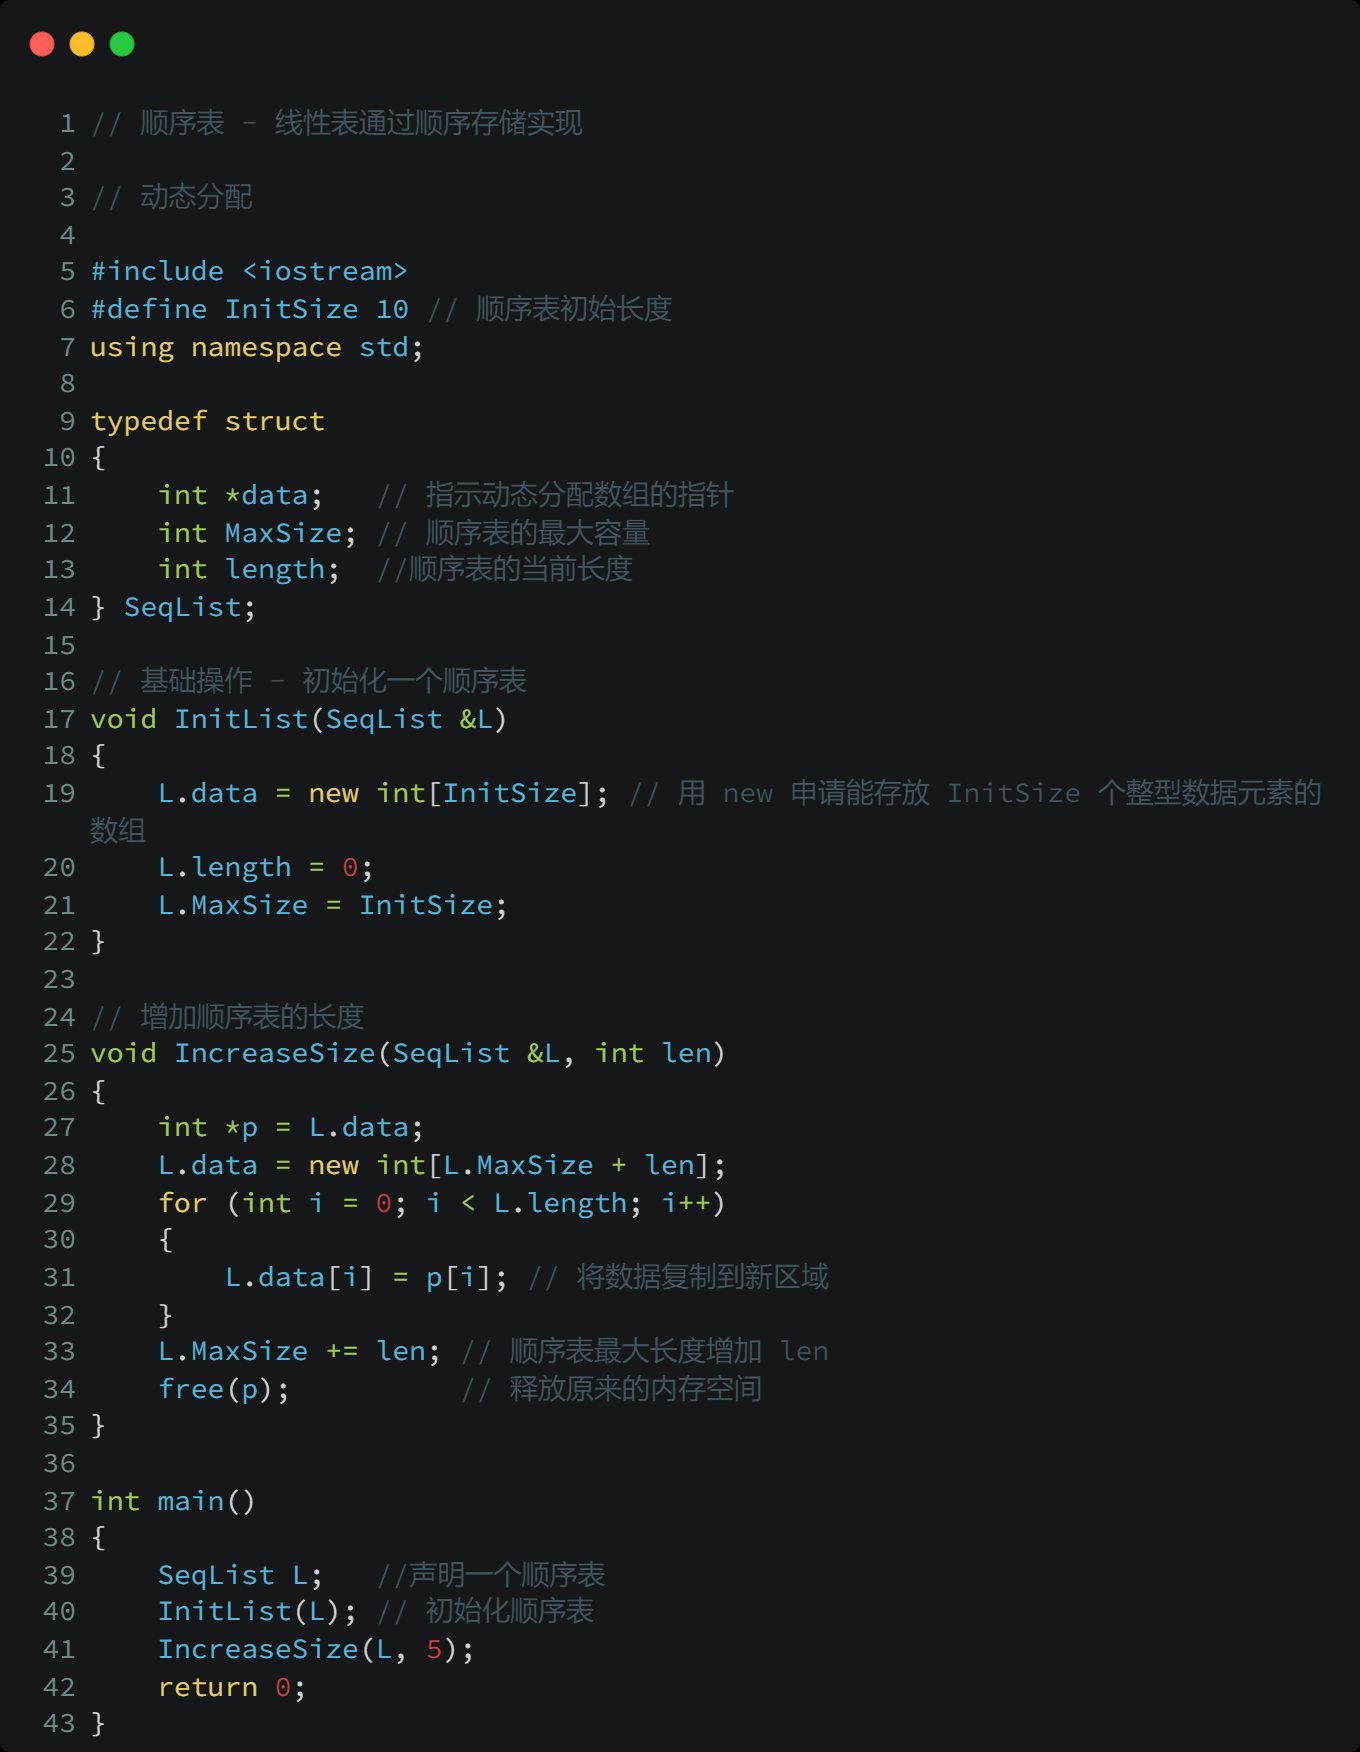 1 // 顺序表 - 线性表通过顺序存储实现
2
3 // 动态分配
4
5 #include <iostream>
6 #define InitSize 10 // 顺序表初始长度
7 using namespace std;
8
9 typedef struct
10 {
11     int *data;   // 指示动态分配数组的指针
12     int MaxSize; // 顺序表的最大容量
13     int length;  //顺序表的当前长度
14 } SeqList;
15
16 // 基础操作 - 初始化一个顺序表
17 void InitList(SeqList &L)
18 {
19     L.data = new int[InitSize]; // 用 new 申请能存放 InitSize 个整型数据元素的
数组
20     L.length = 0;
21     L.MaxSize = InitSize;
22 }
23
24 // 增加顺序表的长度
25 void IncreaseSize(SeqList &L, int len)
26 {
27     int *p = L.data;
28     L.data = new int[L.MaxSize + len];
29     for (int i = 0; i < L.length; i++)
30     {
31         L.data[i] = p[i]; // 将数据复制到新区域
32     }
33     L.MaxSize += len; // 顺序表最大长度增加 len
34     free(p);          // 释放原来的内存空间
35 }
36
37 int main()
38 {
39     SeqList L;   //声明一个顺序表
40     InitList(L); // 初始化顺序表
41     IncreaseSize(L, 5);
42     return 0;
43 }